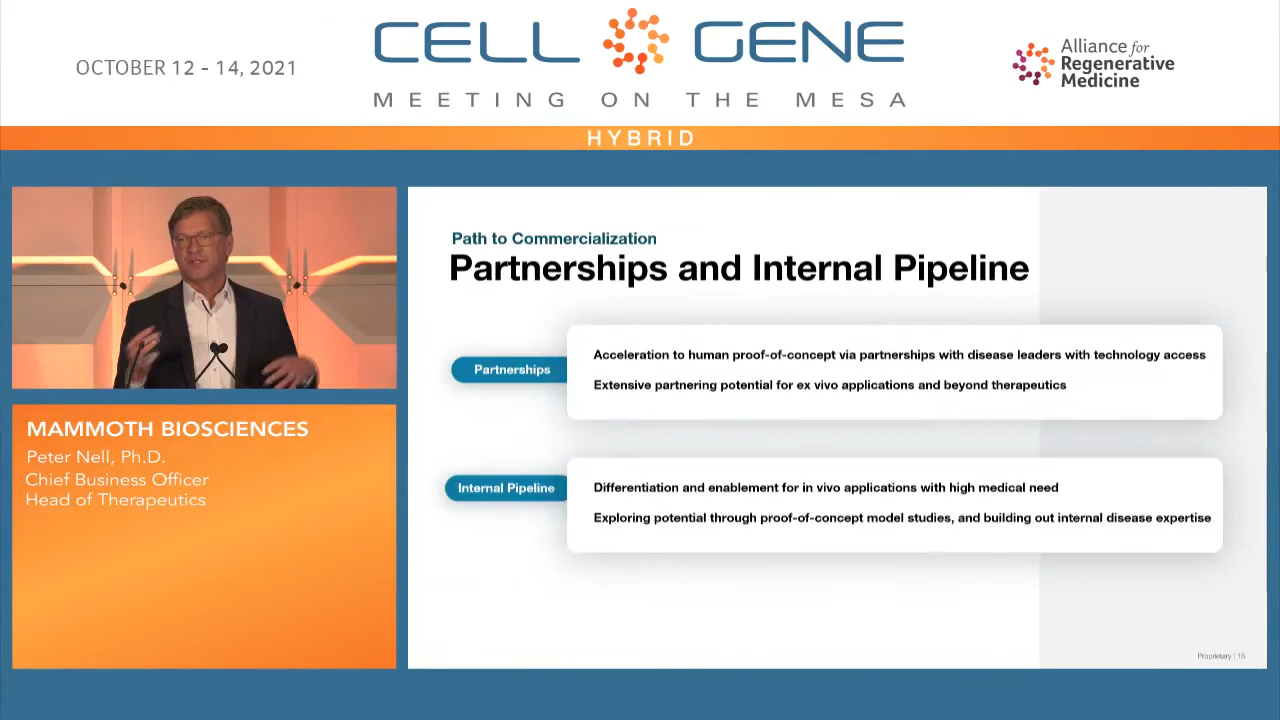 OCTOBER 12 - 14, 2021
CELL GENE
MEETING ON THE MESA
Alliance for
Regenerative
Medicine
HYBRID
MAMMOTH BIOSCIENCES
Peter Nell, Ph.D.
Chief Business Officer
Head of Therapeutics
Path to Commercialization
Partnerships and Internal Pipeline
Partnerships
Acceleration to human proof-of-concept via partnerships with disease leaders with technology access
Extensive partnering potential for ex vivo applications and beyond therapeutics
Internal Pipeline
Differentiation and enablement for in vivo applications with high medical need
Exploring potential through proof-of-concept model studies, and building out internal disease expertise
Proprietary | 15